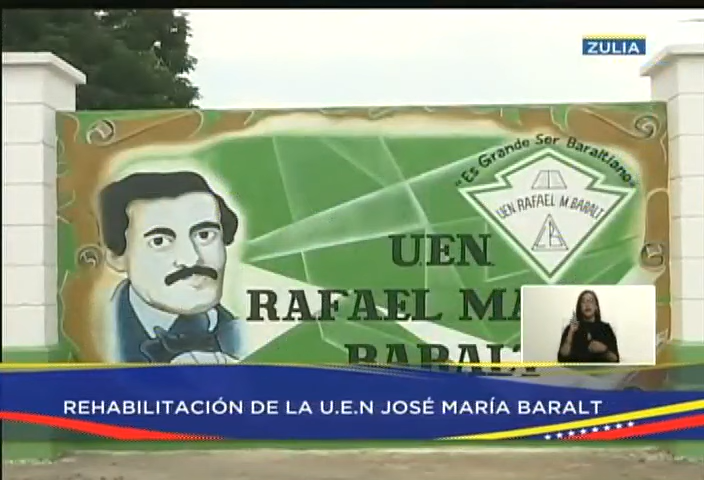 ZULIA
"Es Grande Ser Baraltiano"
UEN RAFAEL M. BARALT
UEN
RAFAEL MA
BARALT
REHABILITACIÓN DE LA U.E.N JOSÉ MARÍA BARALT